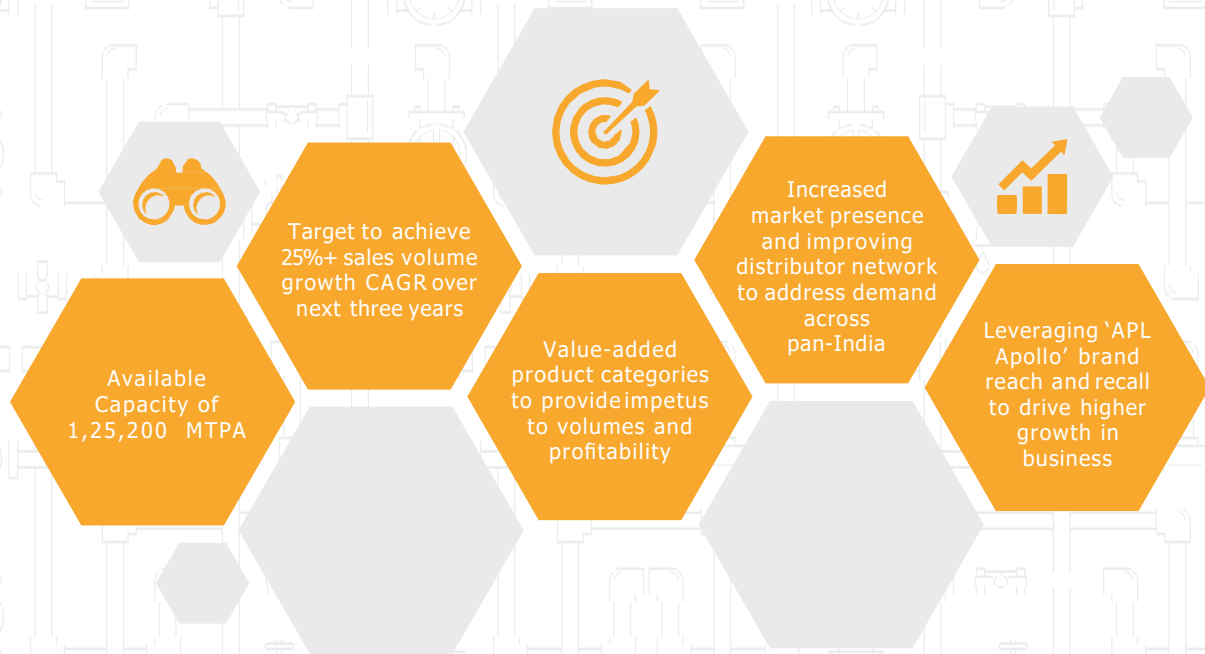 Available
Capacity of
1,25,200 MTPA
Target to achieve
25%+ sales volume
growth CAGR over
next three years
Value-added
product categories
to provide impetus
to volumes and
profitability
Increased
market presence
and improving
distributor network
to address demand
across
pan-India
Leveraging ‘APL
Apollo’ brand
reach and recall
to drive higher
growth in
business